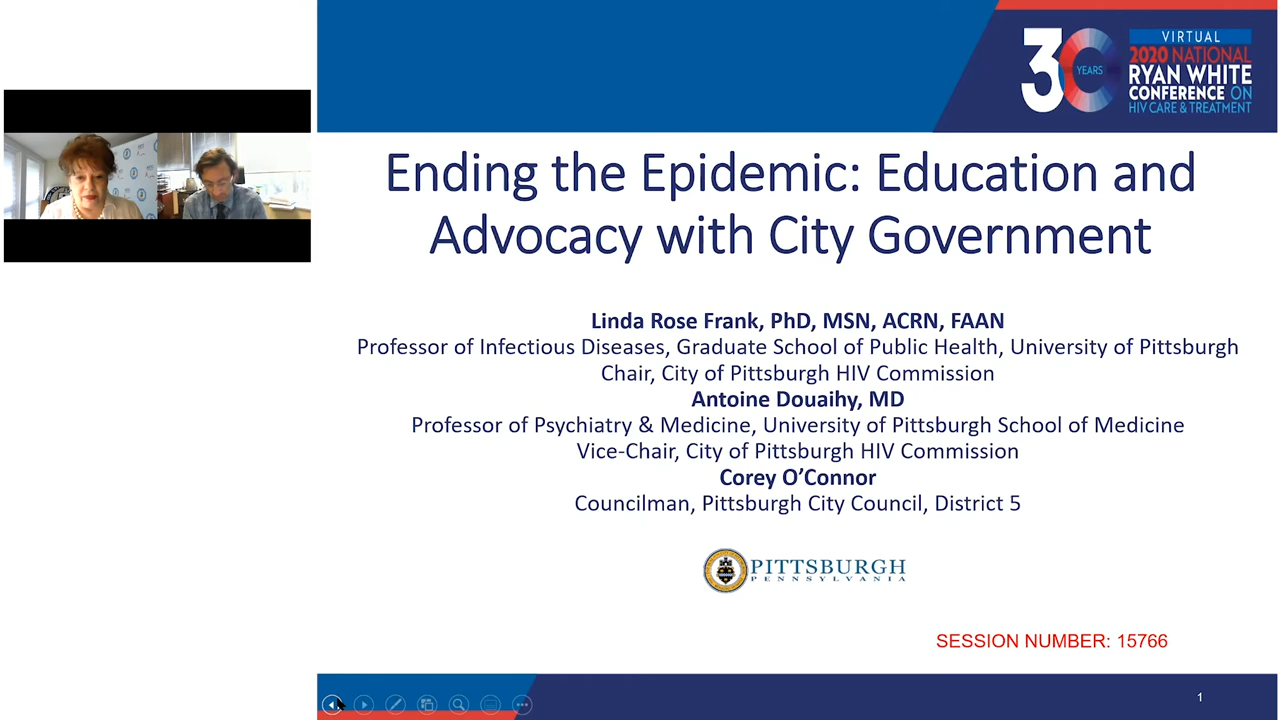 30
YEARS
VIRTUAL
2020 NATIONAL
RYAN WHITE
CONFERENCE ON
HIV CARE & TREATMENT
Ending the Epidemic: Education and
Advocacy with City Government
Linda Rose Frank, PhD, MSN, ACRN, FAAN
Professor of Infectious Diseases, Graduate School of Public Health, University of Pittsburgh
Chair, City of Pittsburgh HIV Commission
Antoine Douaihy, MD
Professor of Psychiatry & Medicine, University of Pittsburgh School of Medicine
Vice-Chair, City of Pittsburgh HIV Commission
Corey O’Connor
Councilman, Pittsburgh City Council, District 5
PITTSBURGH
PENNSYLVANIA
SESSION NUMBER: 15766
1